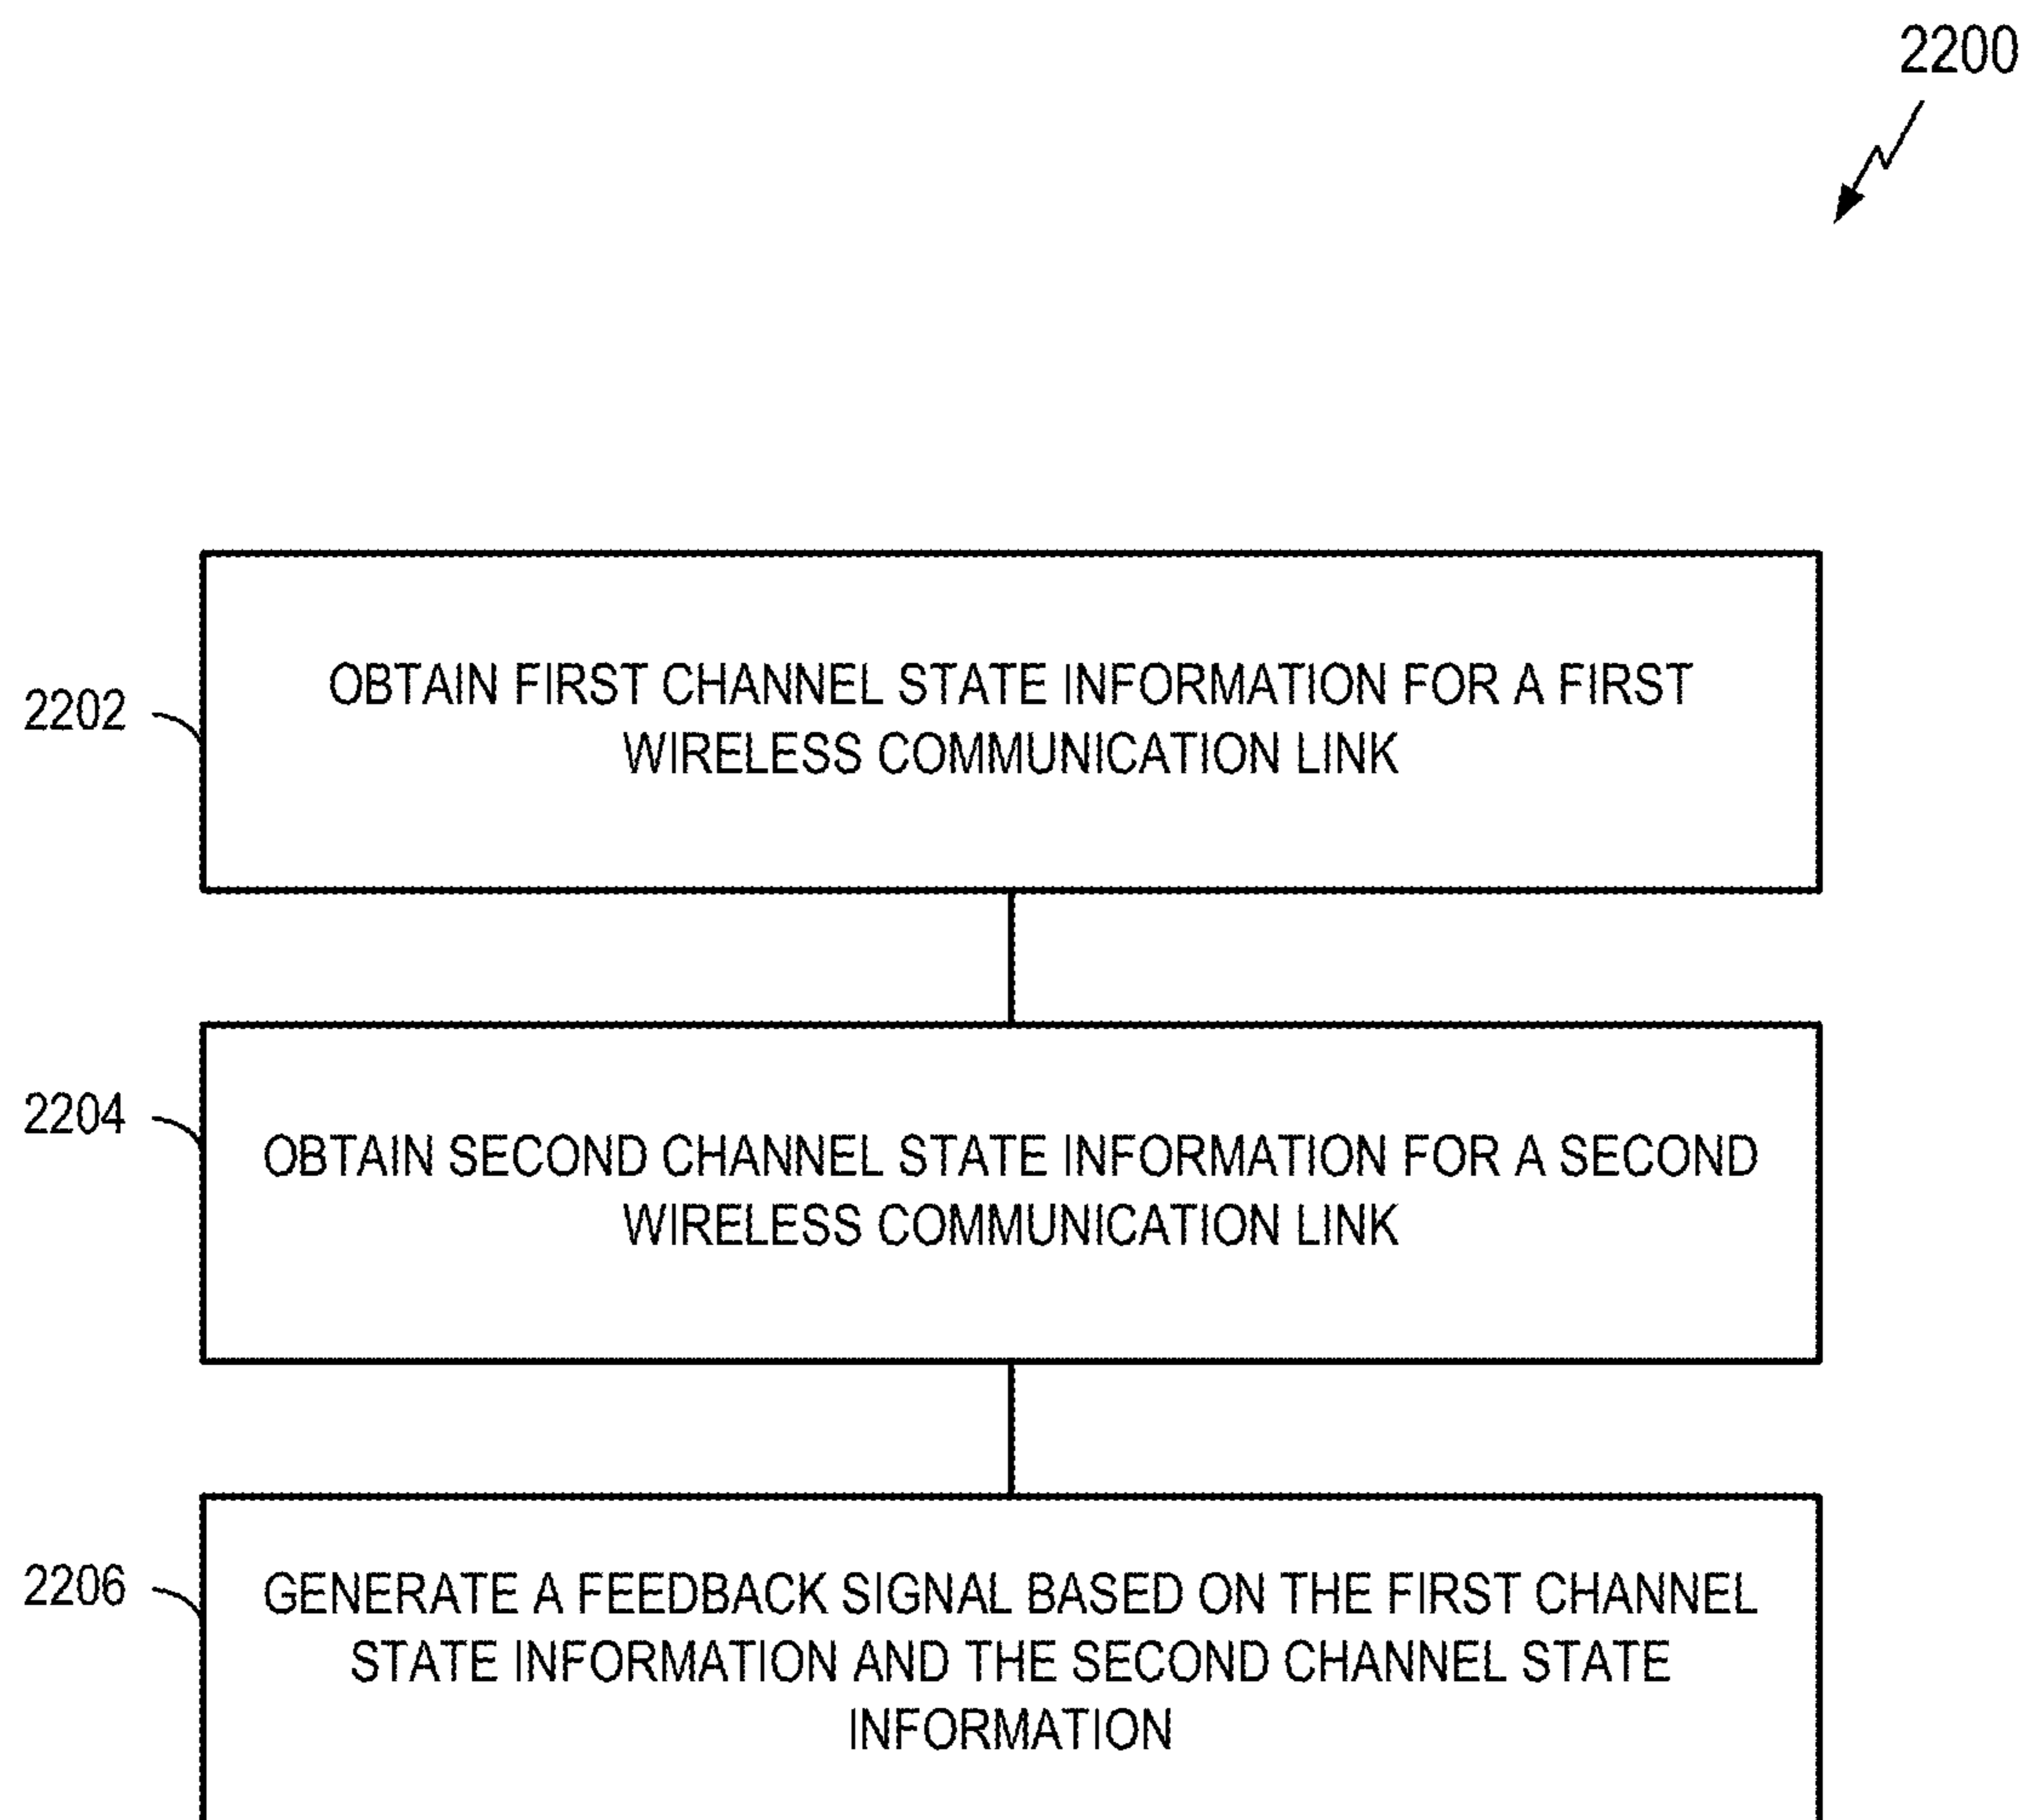 2200
2202
OBTAIN FIRST CHANNEL STATE INFORMATION FOR A FIRST
WIRELESS COMMUNICATION LINK
2204
OBTAIN SECOND CHANNEL STATE INFORMATION FOR A SECOND
WIRELESS COMMUNICATION LINK
2206
GENERATE A FEEDBACK SIGNAL BASED ON THE FIRST CHANNEL
STATE INFORMATION AND THE SECOND CHANNEL STATE
INFORMATION